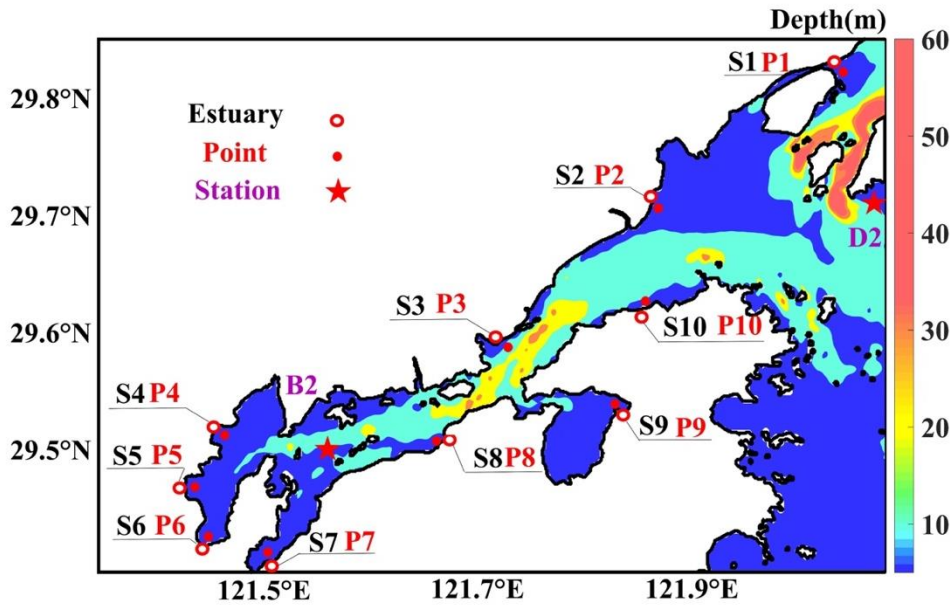 Depth(m)
60
50
40
30
20
10
29.8°N
29.7°N
29.6°N
29.5°N
121.5°E
121.7°E
121.9°E
Estuary
Point
Station
S1 P1
S2 P2
D2
S3 P3
S10 P10
B2
S4 P4
S9 P9
S5 P5
S8 P8
S6 P6
S7 P7